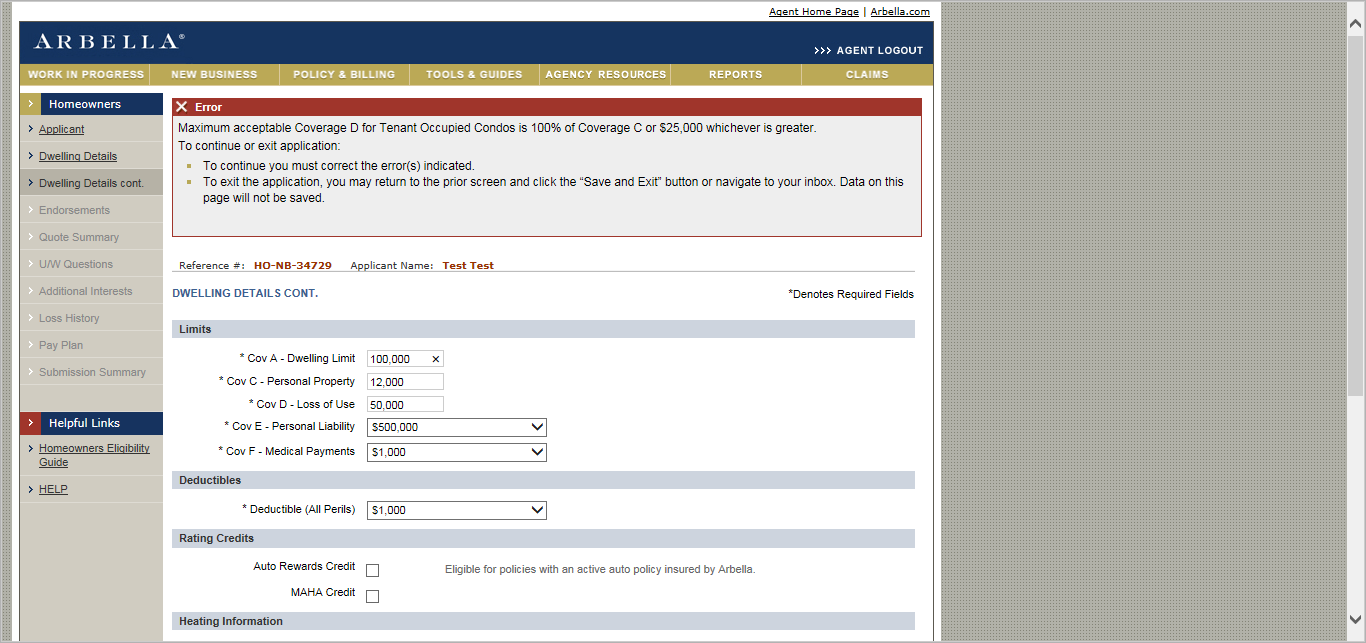 Agent Home Page | Arbella.com
ARBELLA®
>>> AGENT LOGOUT
WORK IN PROGRESS NEW BUSINESS POLICY & BILLING TOOLS & GUIDES AGENCY RESOURCES REPORTS CLAIMS
Homeowners
Applicant
Dwelling Details
Dwelling Details cont.
Endorsements
Quote Summary
U/W Questions
Additional Interests
Loss History
Pay Plan
Submission Summary
Helpful Links
Homeowners Eligibility
Guide
HELP
Error
Maximum acceptable Coverage D for Tenant Occupied Condos is 100% of Coverage C or $25,000 whichever is greater.
To continue or exit application:
To continue you must correct the error(s) indicated.
To exit the application, you may return to the prior screen and click the “Save and Exit” button or navigate to your inbox. Data on this
page will not be saved.
Reference #: HO-NB-34729 Applicant Name: Test Test
DWELLING DETAILS CONT.
*Denotes Required Fields
Limits
* Cov A - Dwelling Limit 100,000
* Cov C - Personal Property 12,000
* Cov D - Loss of Use 50,000
* Cov E - Personal Liability $500,000
* Cov F - Medical Payments $1,000
Deductibles
* Deductible (All Perils) $1,000
Rating Credits
Auto Rewards Credit Eligible for policies with an active auto policy insured by Arbella.
MAHA Credit
Heating Information